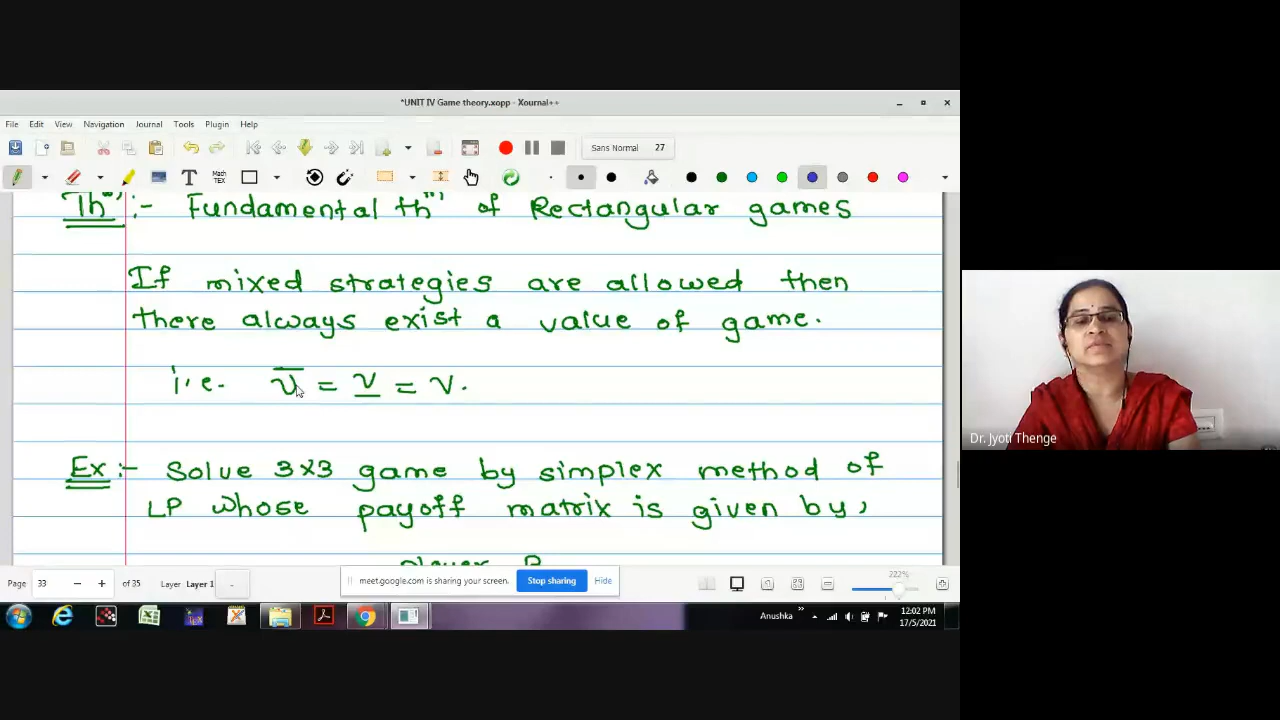 *UNIT IV Game theory.xopp - Xournal++
File Edit View Navigation Journal Tools Plugin Help
Sans Normal 27
Thm :- Fundamental thm of Rectangular games
If mixed strategies are allowed then
there always exist a value of game.
i.e. v̅ = v̲ = v.
Ex :- Solve 3x3 game by simplex method of
LP whose payoff matrix is given by,
player B
Page 33 of 35 Layer Layer 1 222%
meet.google.com is sharing your screen. Stop sharing Hide
Anushka 12:02 PM
17/5/2021
Dr. Jyoti Thenge